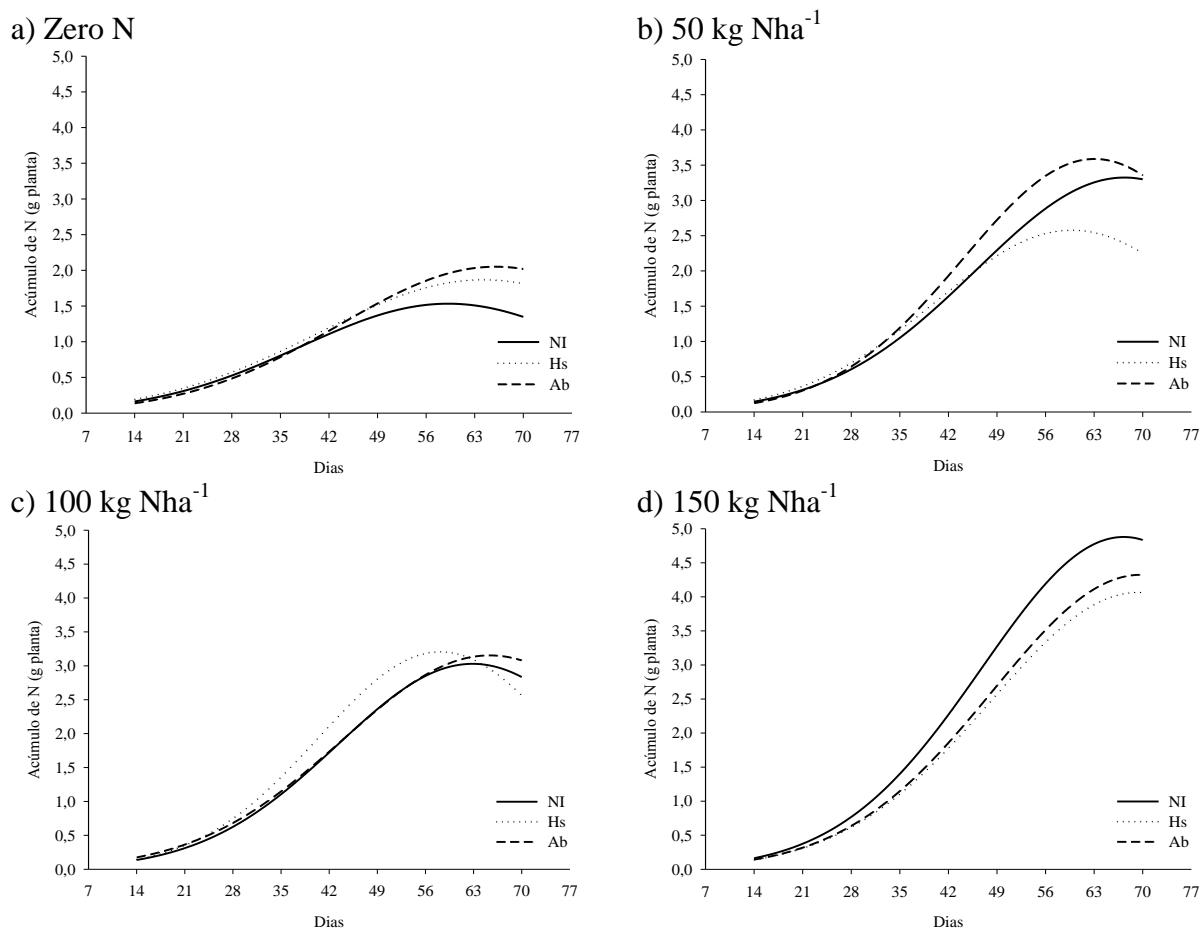 a) Zero N
Acúmulo de N (g planta)
5,0
4,5
4,0
3,5
3,0
2,5
2,0
1,5
1,0
0,5
0,0
7 14 21 28 35 42 49 56 63 70 77
Dias
NI
Hs
Ab
b) 50 kg Nha⁻¹
Acúmulo de N (g planta)
5,0
4,5
4,0
3,5
3,0
2,5
2,0
1,5
1,0
0,5
0,0
7 14 21 28 35 42 49 56 63 70 77
Dias
NI
Hs
Ab
c) 100 kg Nha⁻¹
Acúmulo de N (g planta)
5,0
4,5
4,0
3,5
3,0
2,5
2,0
1,5
1,0
0,5
0,0
7 14 21 28 35 42 49 56 63 70 77
Dias
NI
Hs
Ab
d) 150 kg Nha⁻¹
Acúmulo de N (g planta)
5,0
4,5
4,0
3,5
3,0
2,5
2,0
1,5
1,0
0,5
0,0
7 14 21 28 35 42 49 56 63 70 77
Dias
NI
Hs
Ab